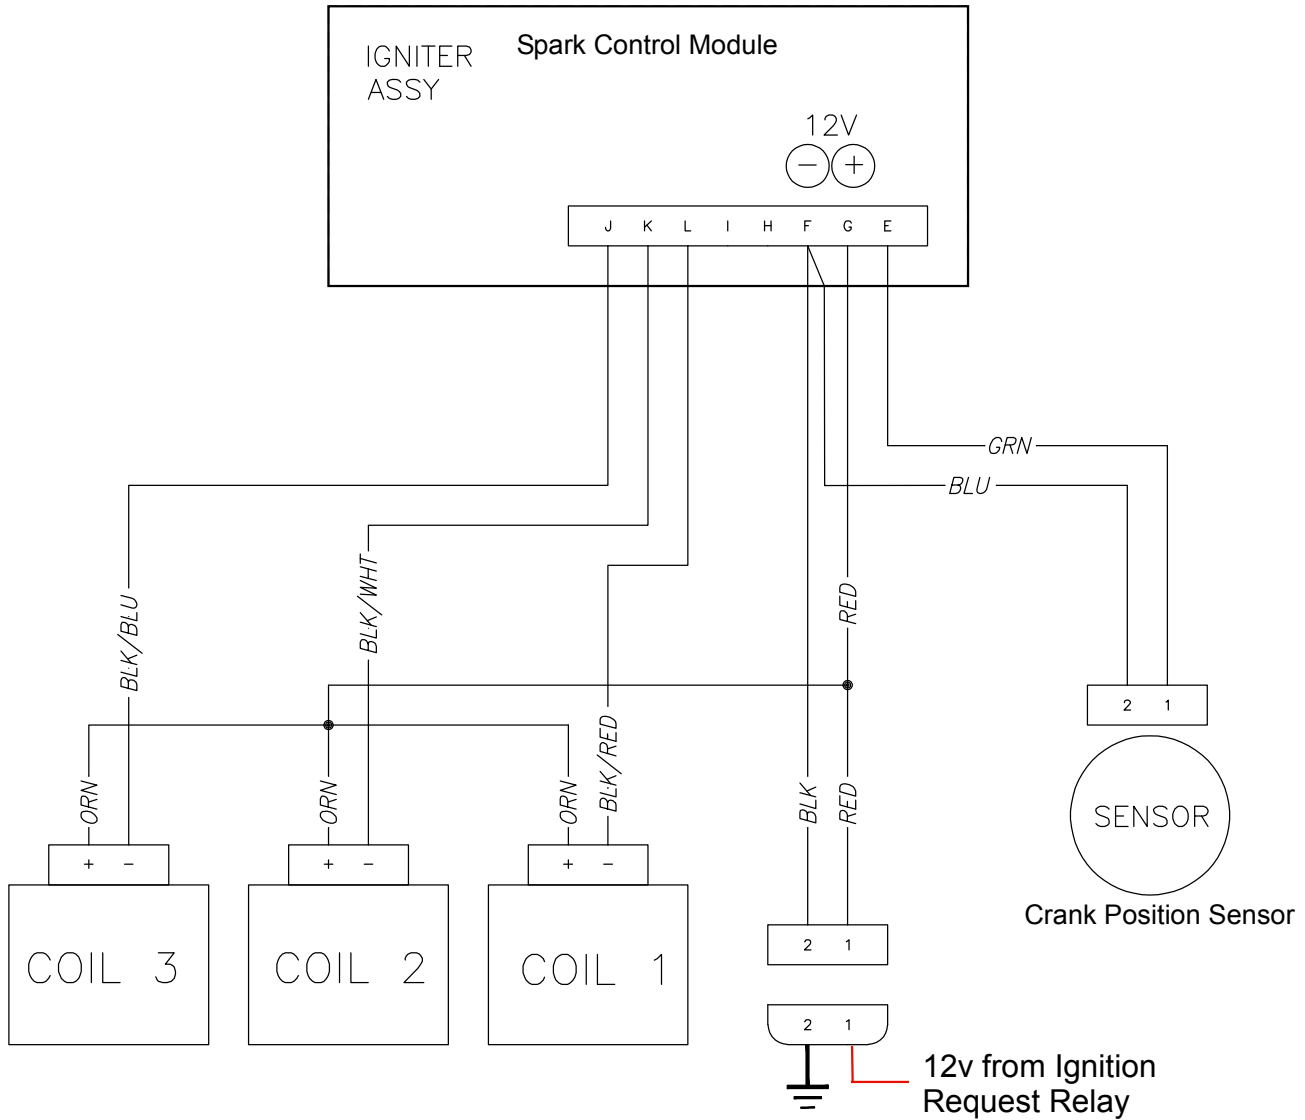 IGNITER
ASSY
Spark Control Module
12V
− +
J K L I H F G E
GRN
BLU
BLK/BLU
BLK/WHT
RED
BLK/RED
ORN
ORN
ORN
BLK
RED
2 1
SENSOR
Crank Position Sensor
+ −
+ −
+ −
COIL 3
COIL 2
COIL 1
2 1
2 1
12v from Ignition
Request Relay